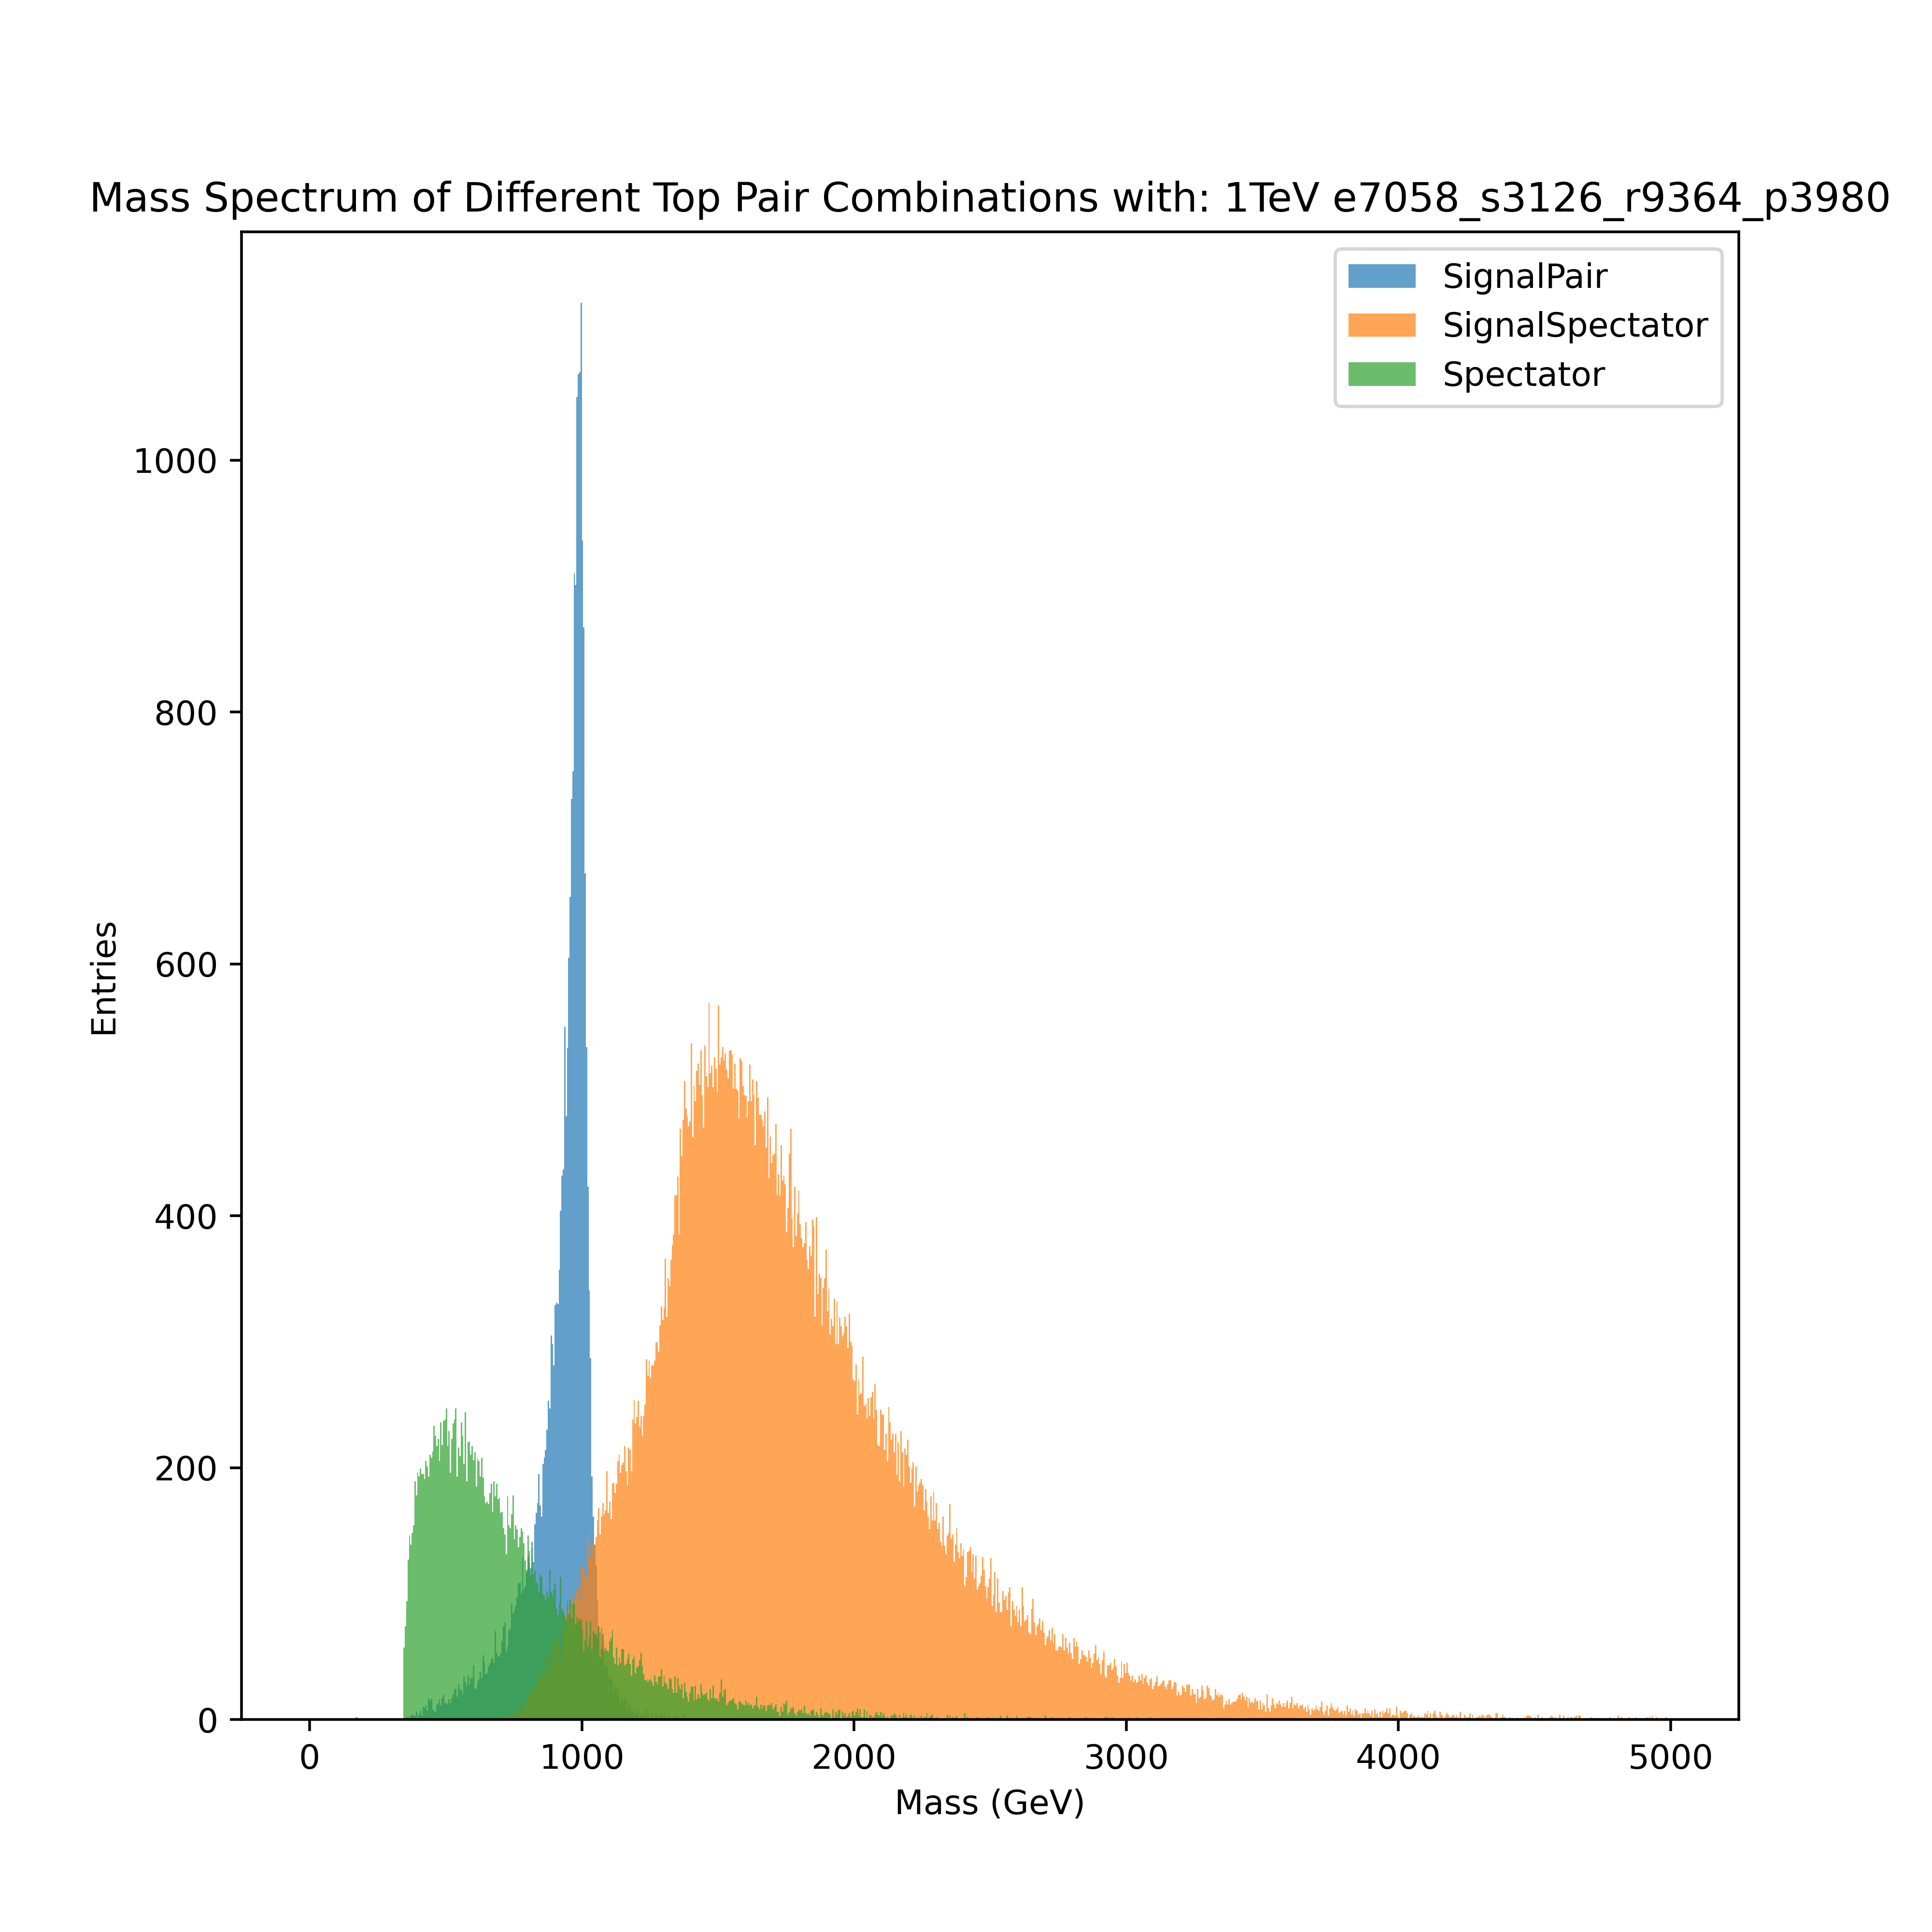 Mass Spectrum of Different Top Pair Combinations with: 1TeV e7058_s3126_r9364_p3980
SignalPair
SignalSpectator
Spectator
1000
800
600
400
200
0
Entries
0 1000 2000 3000 4000 5000
Mass (GeV)